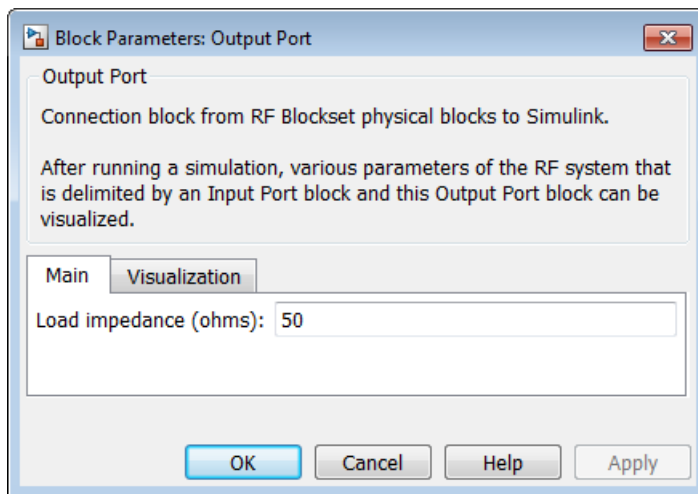 Block Parameters: Output Port
Output Port
Connection block from RF Blockset physical blocks to Simulink.
After running a simulation, various parameters of the RF system that
is delimited by an Input Port block and this Output Port block can be
visualized.
Main Visualization
Load impedance (ohms): 50
OK Cancel Help Apply